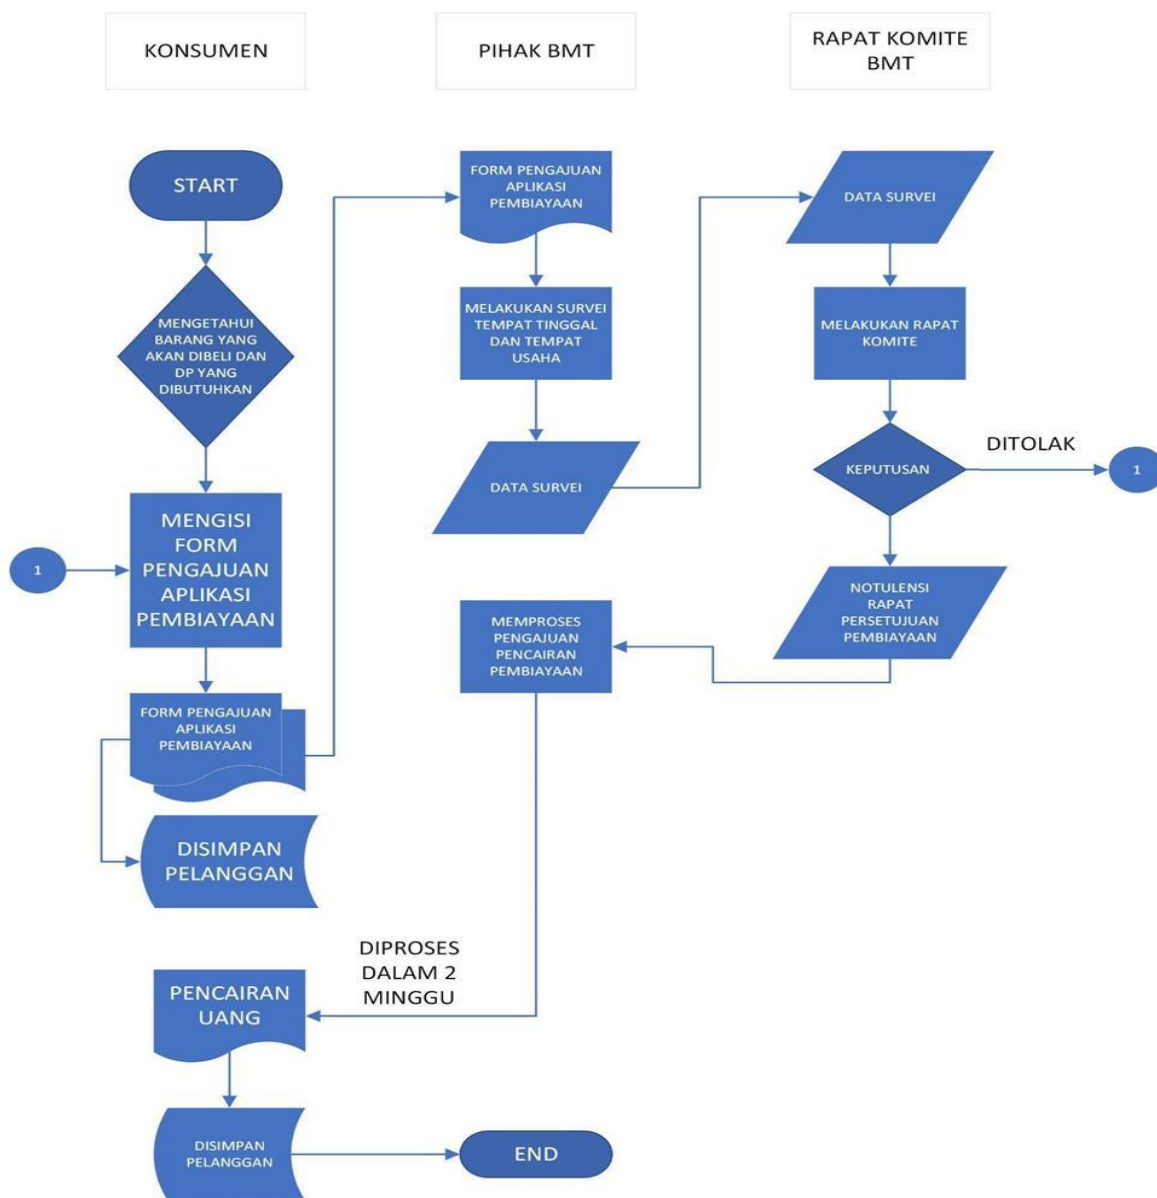 KONSUMEN
PIHAK BMT
RAPAT KOMITE
BMT
START
MENGETAHUI
BARANG YANG
AKAN DIBELI DAN
DP YANG
DIBUTUHKAN
1
MENGISI
FORM
PENGAJUAN
APLIKASI
PEMBIAYAAN
FORM PENGAJUAN
APLIKASI
PEMBIAYAAN
DISIMPAN
PELANGGAN
FORM PENGAJUAN
APLIKASI
PEMBIAYAAN
MELAKUKAN SURVEI
TEMPAT TINGGAL
DAN TEMPAT
USAHA
DATA SURVEI
DATA SURVEI
MELAKUKAN RAPAT
KOMITE
KEPUTUSAN
DITOLAK
1
NOTULENSI
RAPAT
PERSETUJUAN
PEMBIAYAAN
MEMPROSES
PENGAJUAN
PENCAIRAN
PEMBIAYAAN
DIPROSES
DALAM 2
MINGGU
PENCAIRAN
UANG
DISIMPAN
PELANGGAN
END